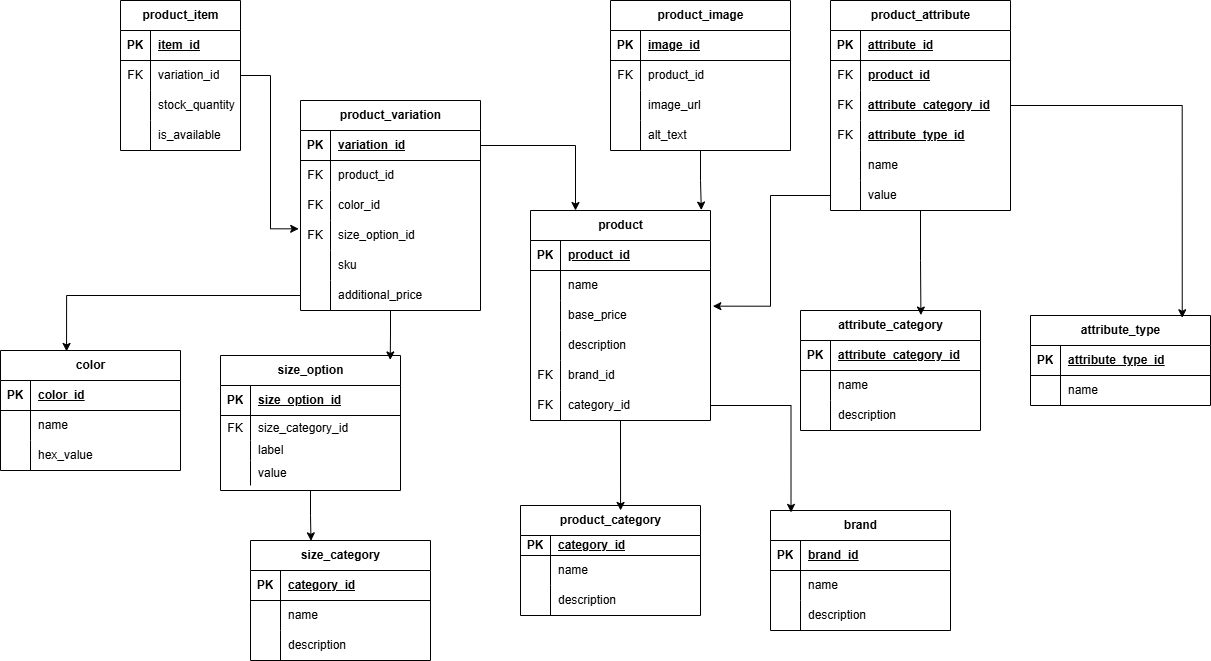 product_item
PK item_id
FK variation_id
stock_quantity
is_available
product_image
PK image_id
FK product_id
image_url
alt_text
product_attribute
PK attribute_id
FK product_id
FK attribute_category_id
FK attribute_type_id
name
value
product_variation
PK variation_id
FK product_id
FK color_id
FK size_option_id
sku
additional_price
product
PK product_id
name
base_price
description
FK brand_id
FK category_id
attribute_category
PK attribute_category_id
name
description
attribute_type
PK attribute_type_id
name
color
PK color_id
name
hex_value
size_option
PK size_option_id
FK size_category_id
label
value
size_category
PK category_id
name
description
product_category
PK category_id
name
description
brand
PK brand_id
name
description